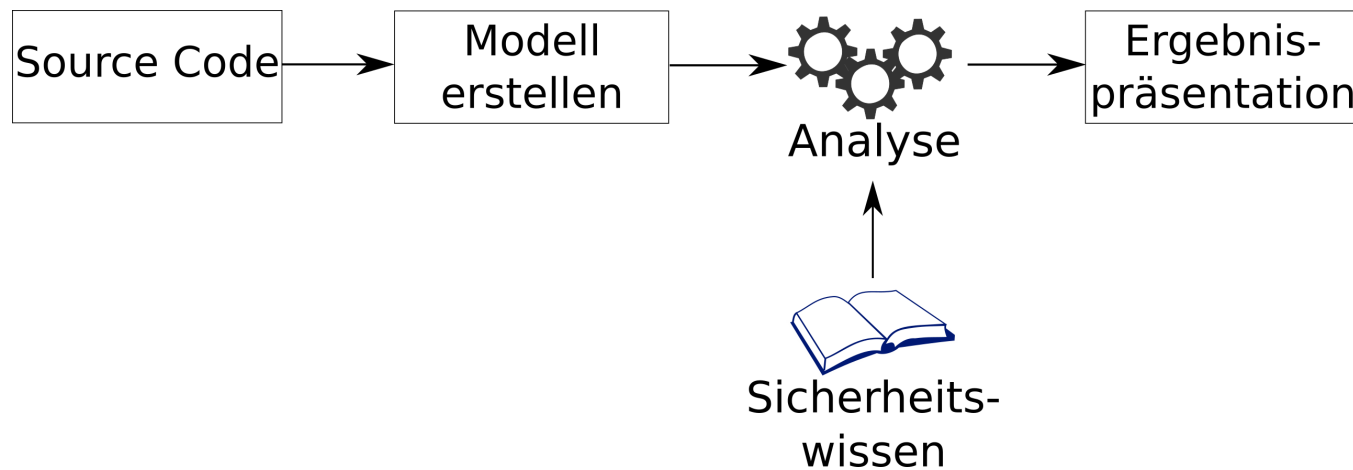 Source Code
Modell
erstellen
Analyse
Ergebnis-
präsentation
Sicherheits-
wissen